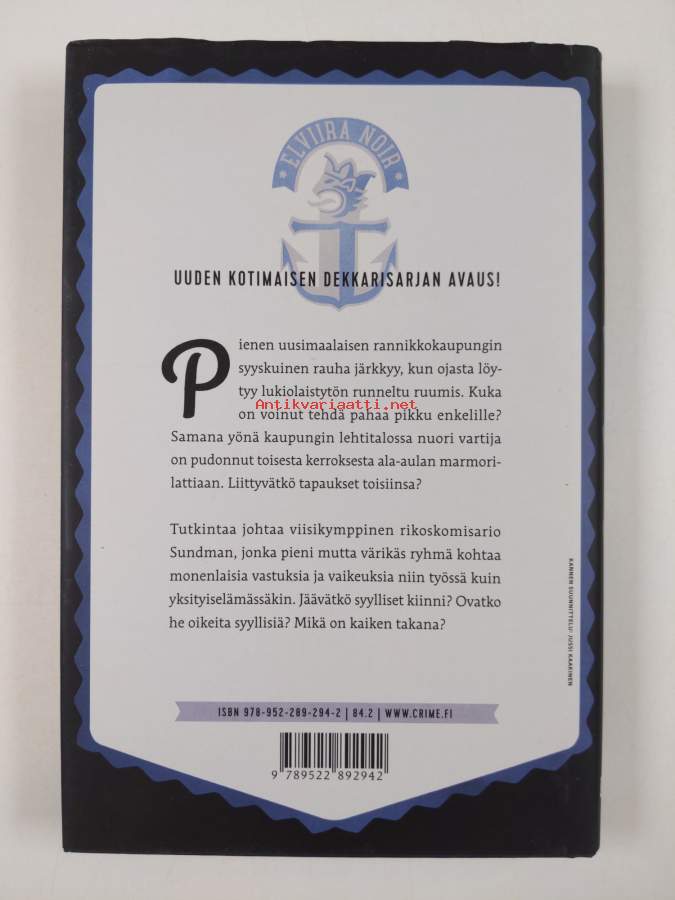 ELVIIRA NOIR
UUDEN KOTIMAISEN DEKKARISARJAN AVAUS!
Pienen uusimaalaisen rannikkokaupungin
syyskuinen rauha järkkyy, kun ojasta löy-
tyy lukiolaistytön runneltu ruumis. Kuka
on voinut tehdä pahaa pikku enkelille?
Antikvariaatti.net
Samana yönä kaupungin lehtitalossa nuori vartija
on pudonnut toisesta kerroksesta ala-aulan marmori-
lattiaan. Liittyvätkö tapaukset toisiinsa?
Tutkintaa johtaa viisikymppinen rikoskomisario
Sundman, jonka pieni mutta värikäs ryhmä kohtaa
monenlaisia vastuksia ja vaikeuksia niin työssä kuin
yksityiselämässäkin. Jäävätkö syylliset kiinni? Ovatko
he oikeita syyllisiä? Mikä on kaiken takana?
KANNEN SUUNNITTELU: JUSSI KAAKINEN
ISBN 978-952-289-294-2 | 84.2 | WWW.CRIME.FI
9 789522 892942